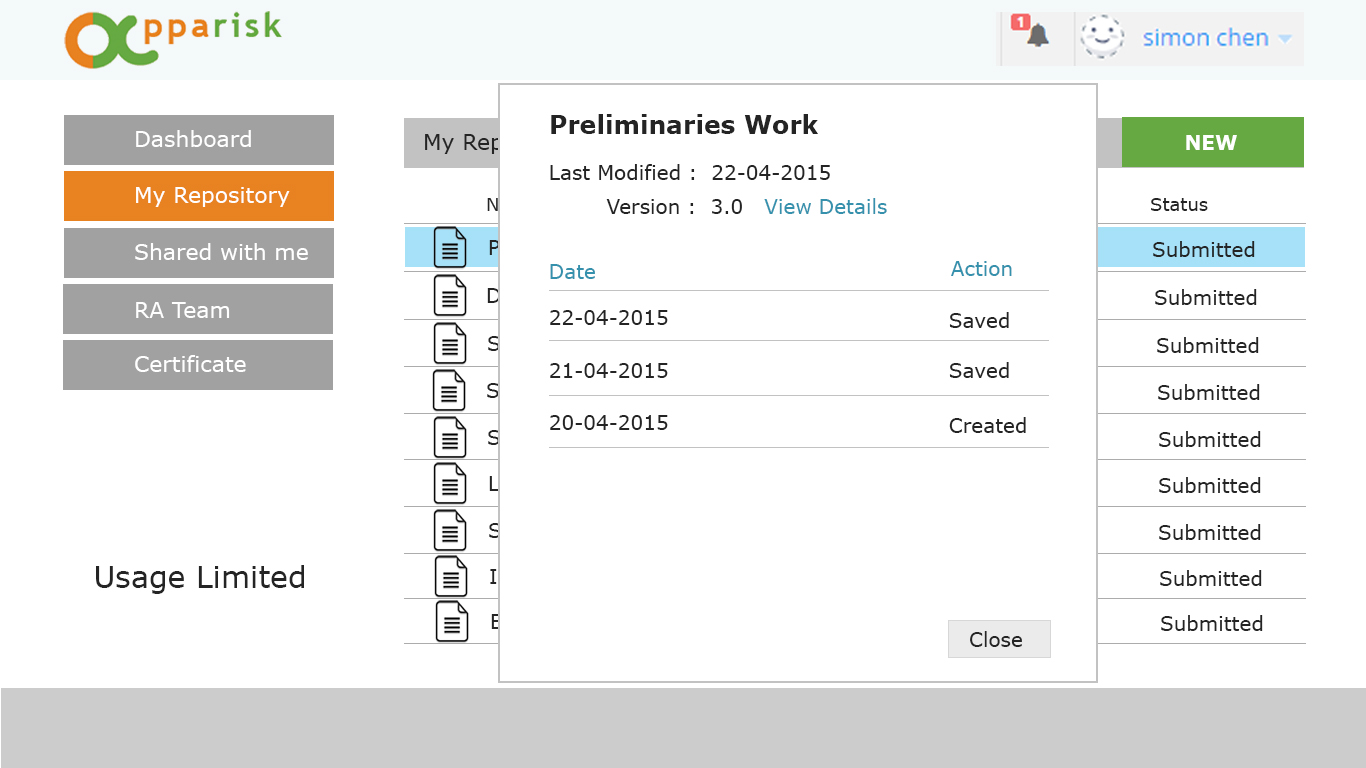 pparisk
1
simon chen
Dashboard
My Repository
Shared with me
RA Team
Certificate
Usage Limited
My Rep
NEW
Status
Submitted
Submitted
Submitted
Submitted
Submitted
Submitted
Submitted
Submitted
Submitted
Preliminaries Work
Last Modified : 22-04-2015
Version : 3.0 View Details
Date Action
22-04-2015 Saved
21-04-2015 Saved
20-04-2015 Created
Close